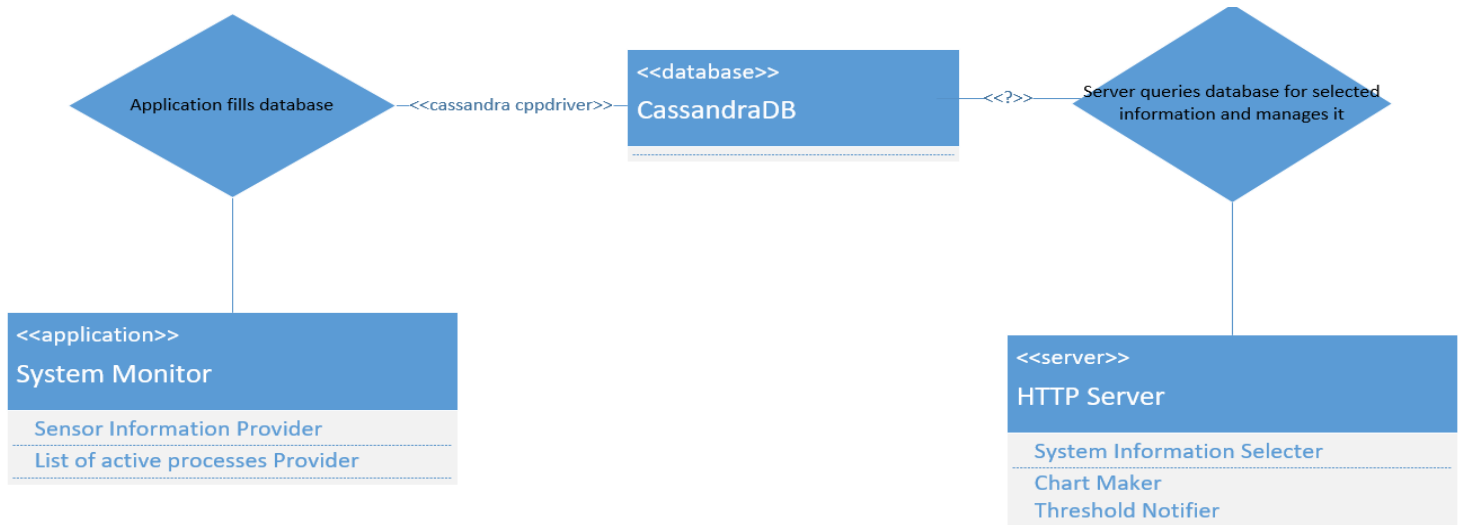 Application fills database
<<cassandra cppdriver>>
<<database>>
CassandraDB
<<?>>
Server queries database for selected
information and manages it
<<application>>
System Monitor
Sensor Information Provider
List of active processes Provider
<<server>>
HTTP Server
System Information Selecter
Chart Maker
Threshold Notifier